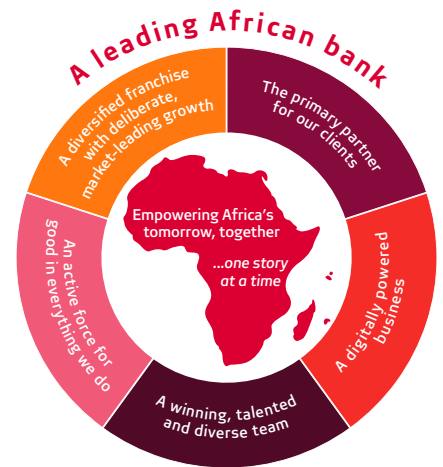 A leading African bank
A diversified franchise
with deliberate,
market-leading growth
The primary partner
for our clients
A digitally powered
business
A winning, talented
and diverse team
An active force for
good in everything we do
Empowering Africa's
tomorrow, together
...one story
at a time